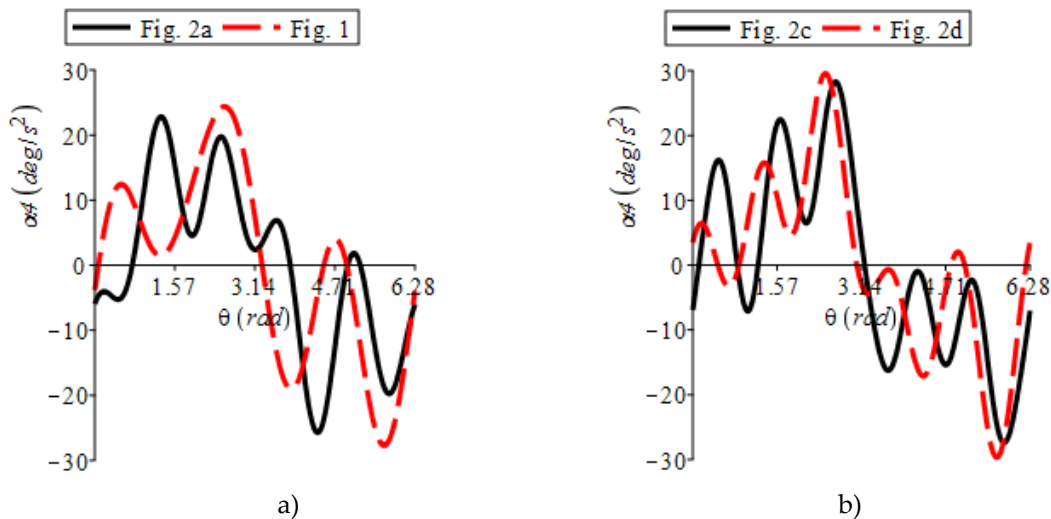 Fig. 2a Fig. 1
α4 (deg/s²)
30
20
10
0
−10
−20
−30
1.57
3.14
4.71
6.28
θ (rad)
a)
Fig. 2c Fig. 2d
α4 (deg/s²)
30
20
10
0
−10
−20
−30
1.57
3.14
4.71
6.28
θ (rad)
b)